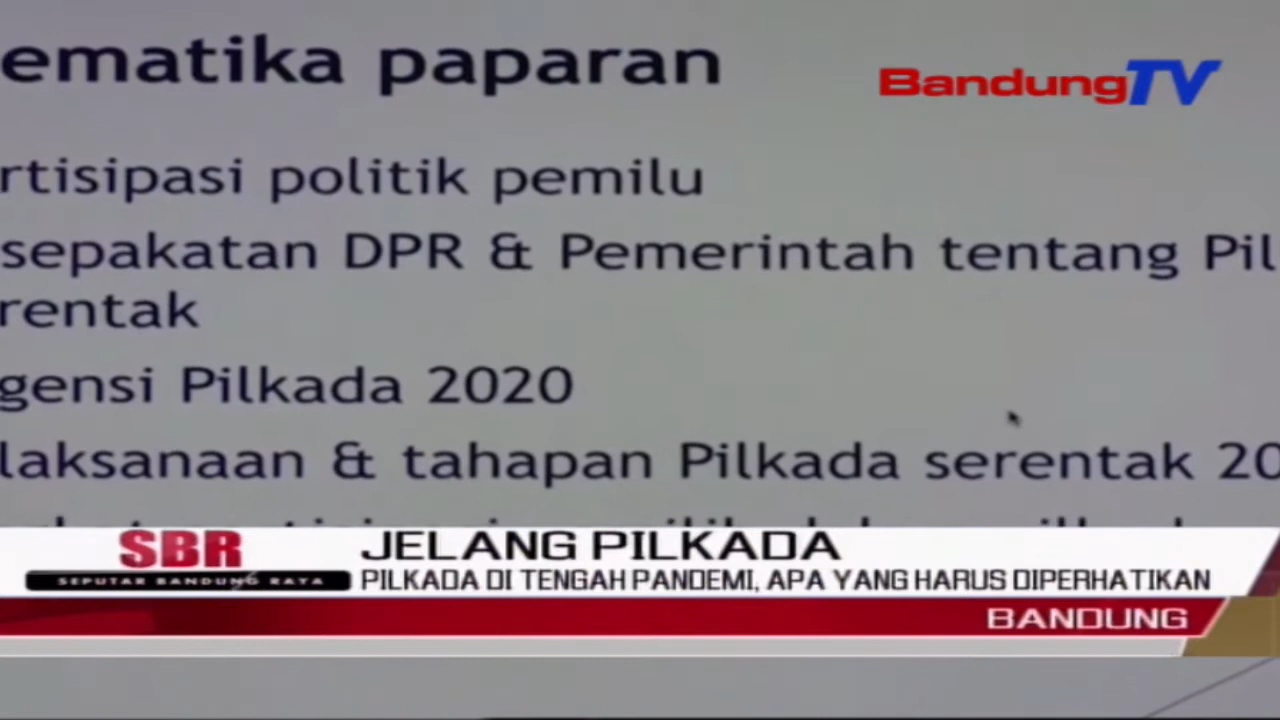 ematika paparan
BandungTV
rtisipasi politik pemilu
sepakatan DPR & Pemerintah tentang Pil
rentak
gensi Pilkada 2020
laksanaan & tahapan Pilkada serentak 20
SBR
SEPUTAR BANDUNG RAYA
JELANG PILKADA
PILKADA DI TENGAH PANDEMI, APA YANG HARUS DIPERHATIKAN
BANDUNG